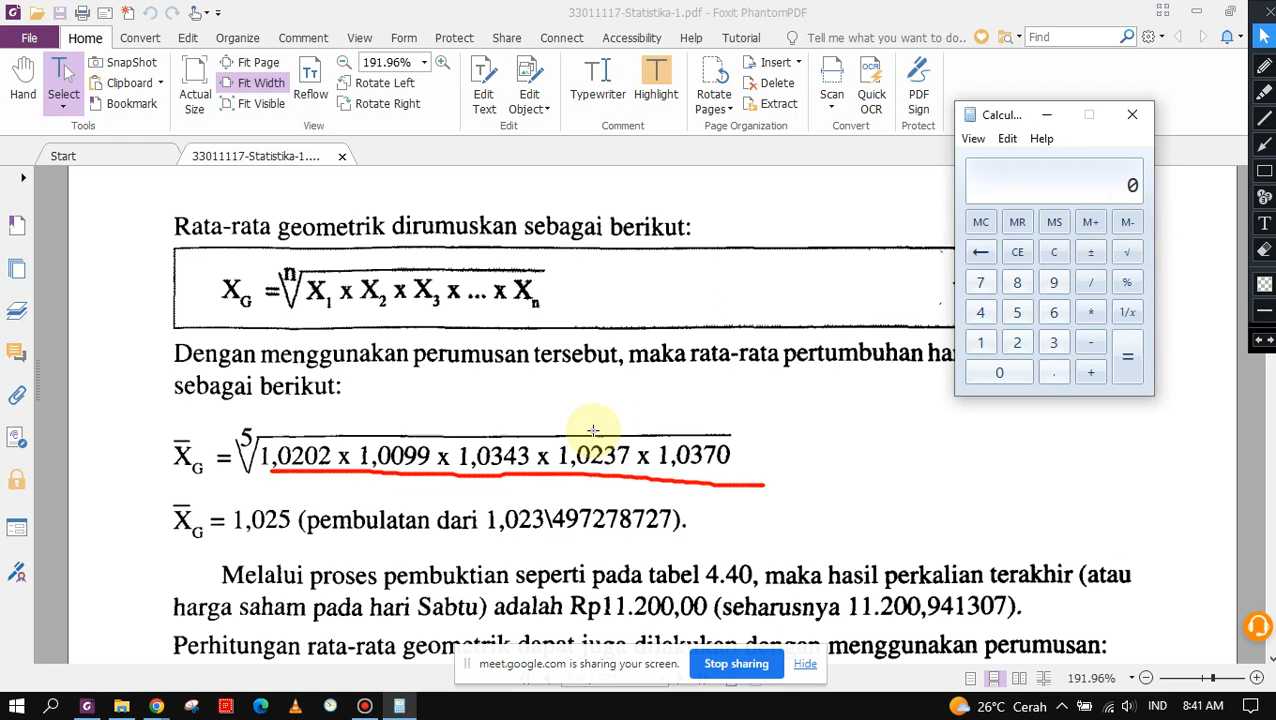 33011117-Statistika-1.pdf - Foxit PhantomPDF
File Home Convert Edit Organize Comment View Form Protect Share Connect Accessibility Help Tutorial Tell me what you want to do... Find
Hand Select SnapShot Clipboard Bookmark Actual Size Fit Page Fit Width Fit Visible Reflow 191.96% Rotate Left Rotate Right Edit Text Edit Object Typewriter Highlight Rotate Pages Insert Delete Extract Scan Quick OCR PDF Sign
Tools View Edit Comment Page Organization Convert Protect
Start 33011117-Statistika-1....
Calcul...
View Edit Help
0
MC MR MS M+ M-
← CE C ± √
7 8 9 / %
4 5 6 * 1/x
1 2 3 - =
0 . +
Rata-rata geometrik dirumuskan sebagai berikut:
X_G = ⁿ√X₁ x X₂ x X₃ x ... x Xₙ
Dengan menggunakan perumusan tersebut, maka rata-rata pertumbuhan har
sebagai berikut:
X̅_G = ⁵√1,0202 x 1,0099 x 1,0343 x 1,0237 x 1,0370
X̅_G = 1,025 (pembulatan dari 1,023\497278727).
Melalui proses pembuktian seperti pada tabel 4.40, maka hasil perkalian terakhir (atau
harga saham pada hari Sabtu) adalah Rp11.200,00 (seharusnya 11.200,941307).
Perhitungan rata-rata geometrik dapat juga dilakukan dengan menggunakan perumusan:
meet.google.com is sharing your screen. Stop sharing Hide
191.96%
26°C Cerah IND 8:41 AM